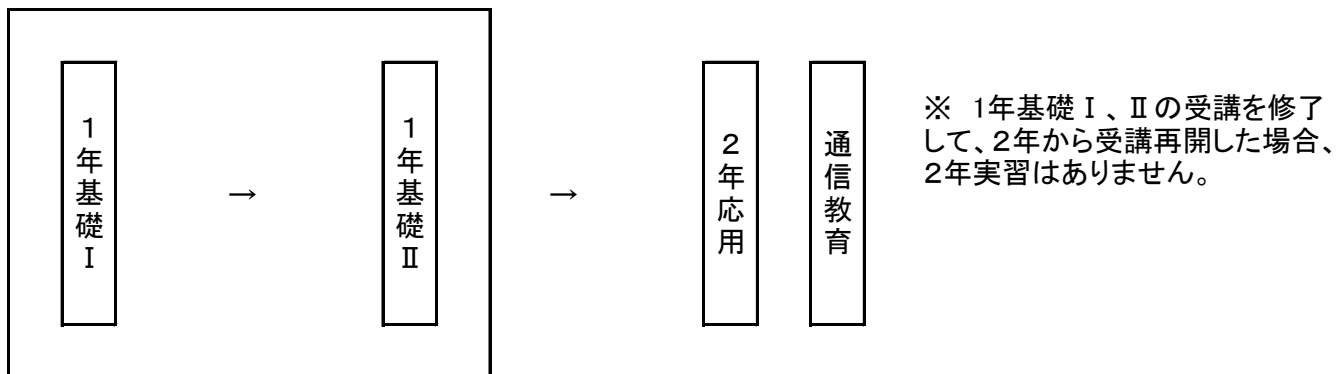 1年基礎Ⅰ
→
1年基礎Ⅱ
→
2年応用
通信教育
※ 1年基礎Ⅰ、Ⅱの受講を修了
して、2年から受講再開した場合、
2年実習はありません。